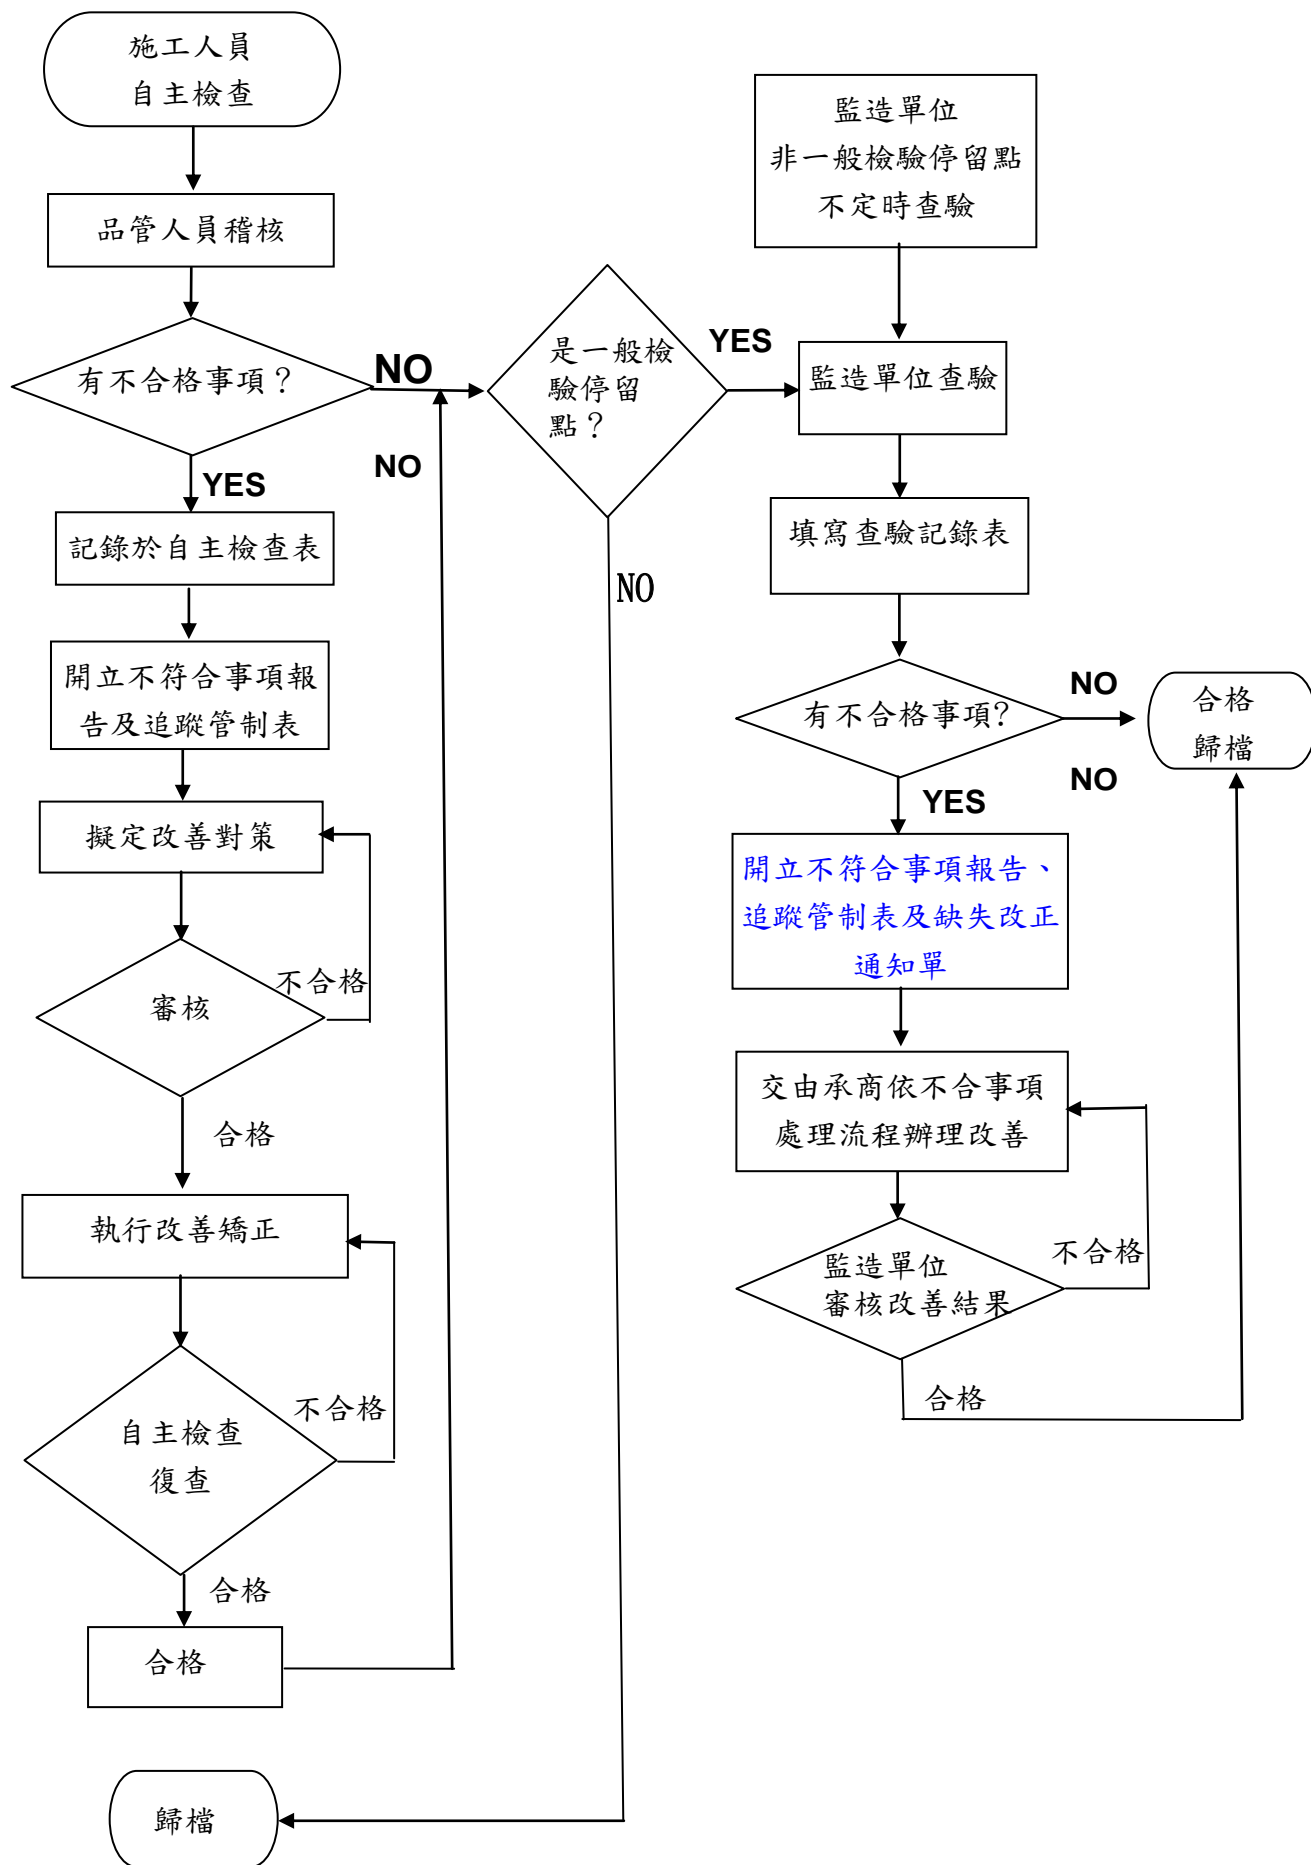 施工人員
自主檢查
品管人員稽核
有不合格事項？
NO
YES
NO
記錄於自主檢查表
開立不符合事項報
告及追蹤管制表
擬定改善對策
審核
不合格
合格
執行改善矯正
自主檢查
復查
不合格
合格
合格
歸檔
是一般檢
驗停留
點？
YES
NO
監造單位
非一般檢驗停留點
不定時查驗
監造單位查驗
填寫查驗記錄表
有不合格事項?
NO
NO
YES
合格
歸檔
開立不符合事項報告、
追蹤管制表及缺失改正
通知單
交由承商依不合事項
處理流程辦理改善
監造單位
審核改善結果
不合格
合格